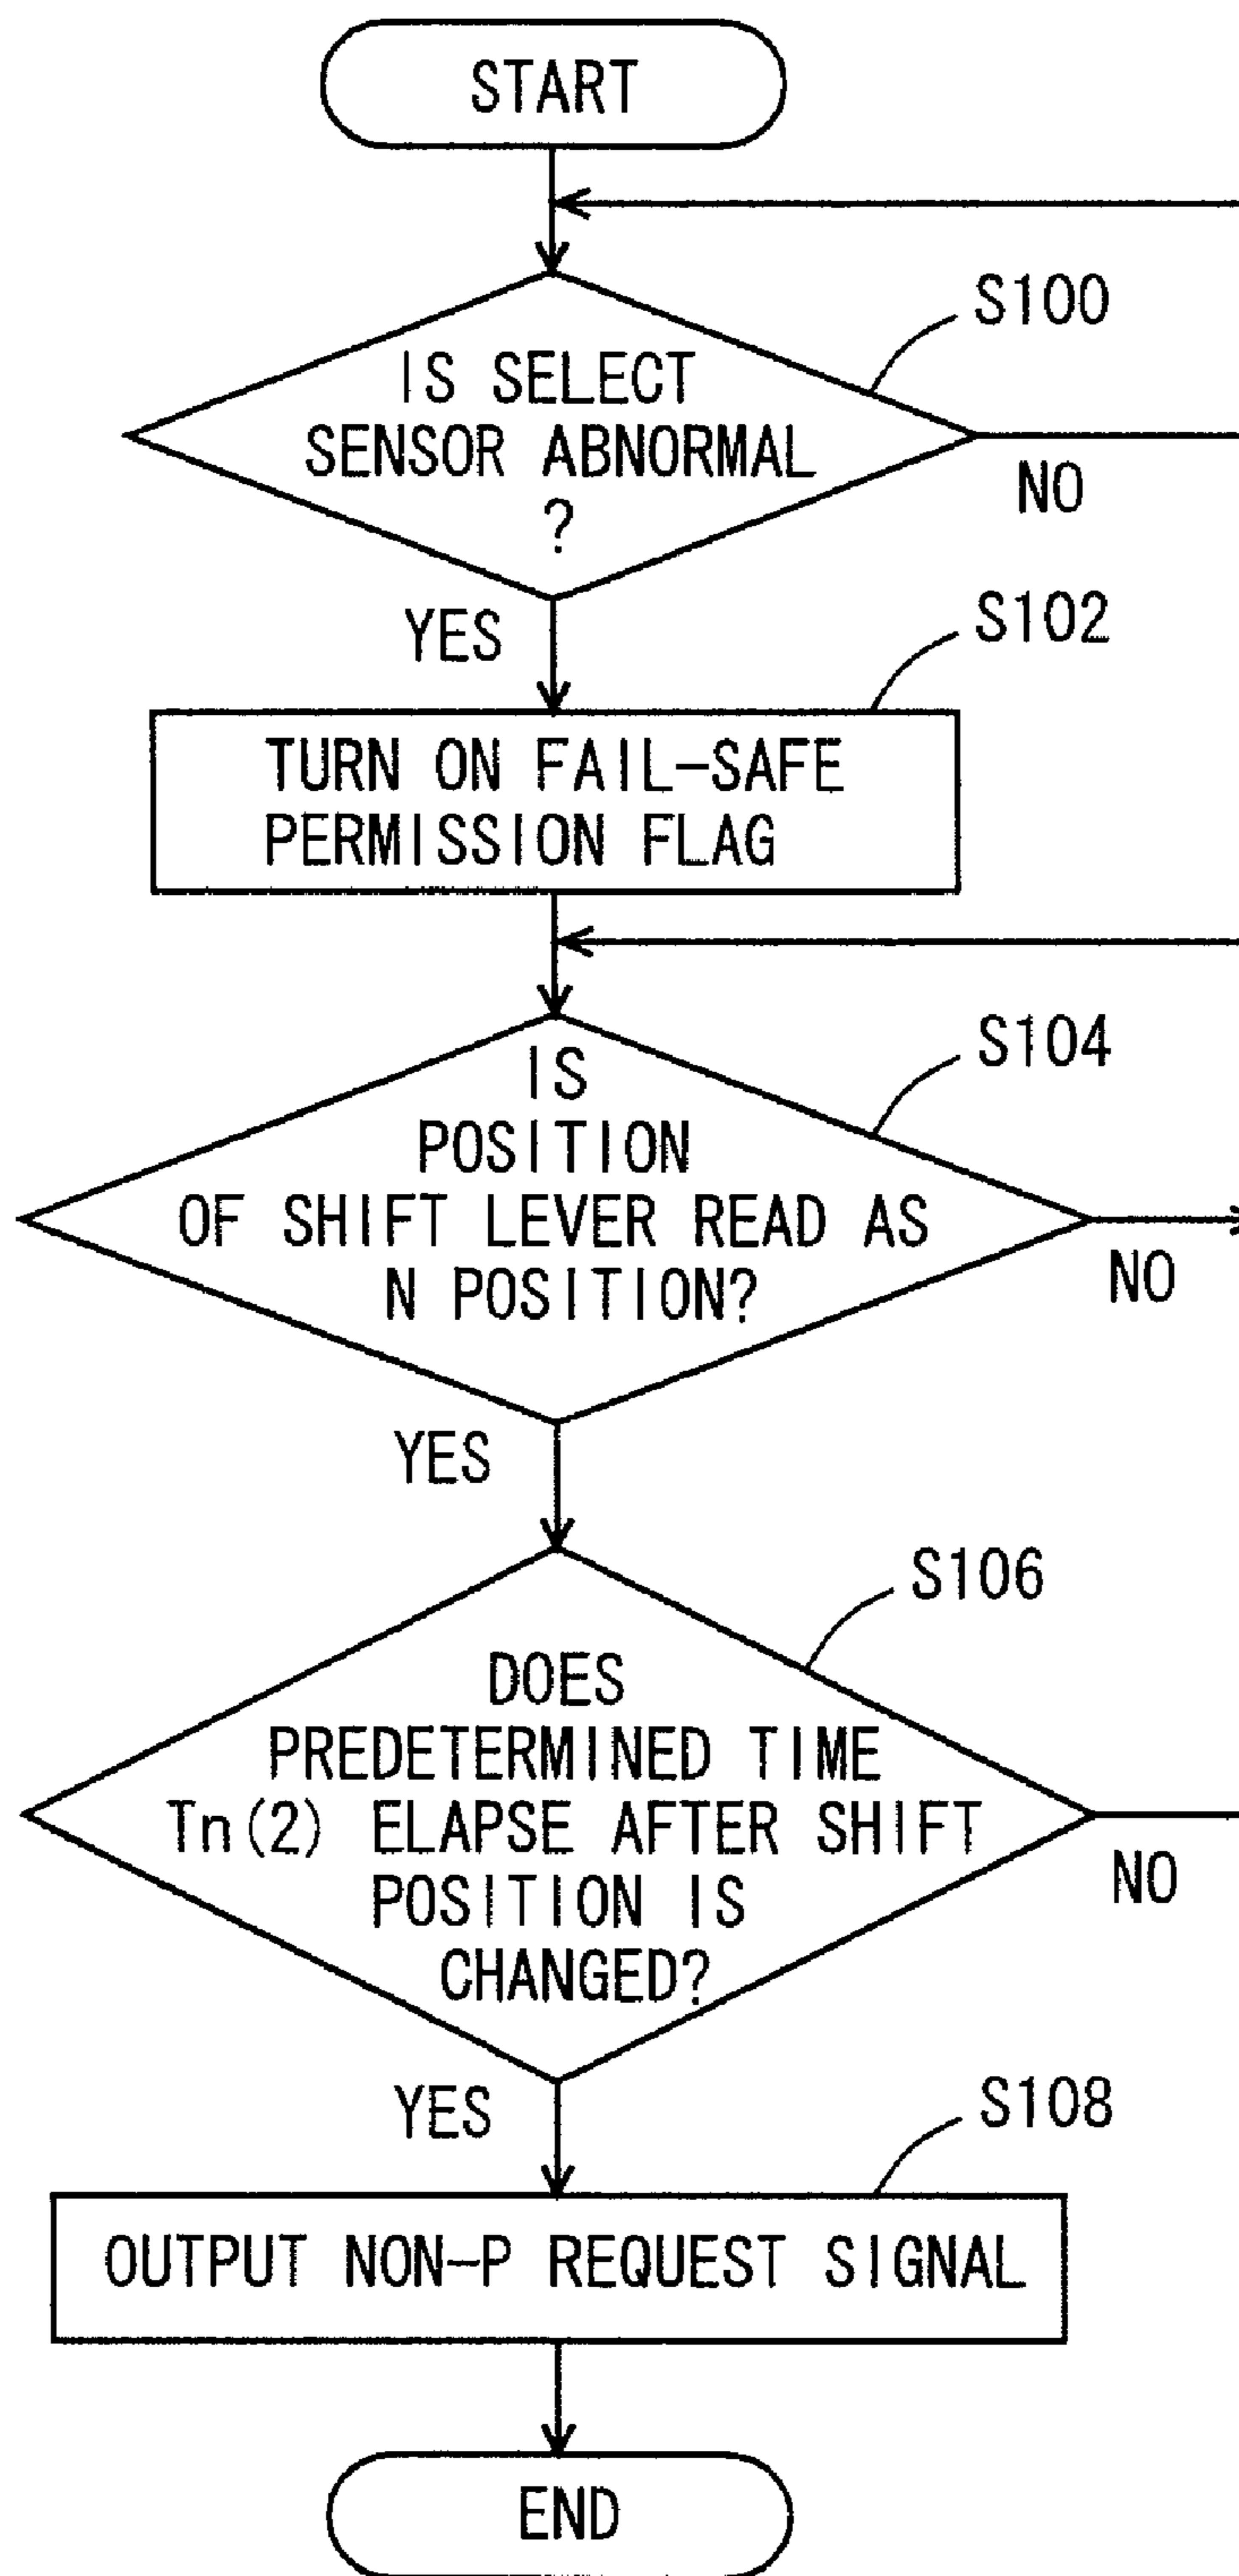 START
S100
IS SELECT
SENSOR ABNORMAL
?
NO
YES
S102
TURN ON FAIL-SAFE
PERMISSION FLAG
S104
IS
POSITION
OF SHIFT LEVER READ AS
N POSITION?
NO
YES
S106
DOES
PREDETERMINED TIME
Tn(2) ELAPSE AFTER SHIFT
POSITION IS
CHANGED?
NO
YES
S108
OUTPUT NON-P REQUEST SIGNAL
END